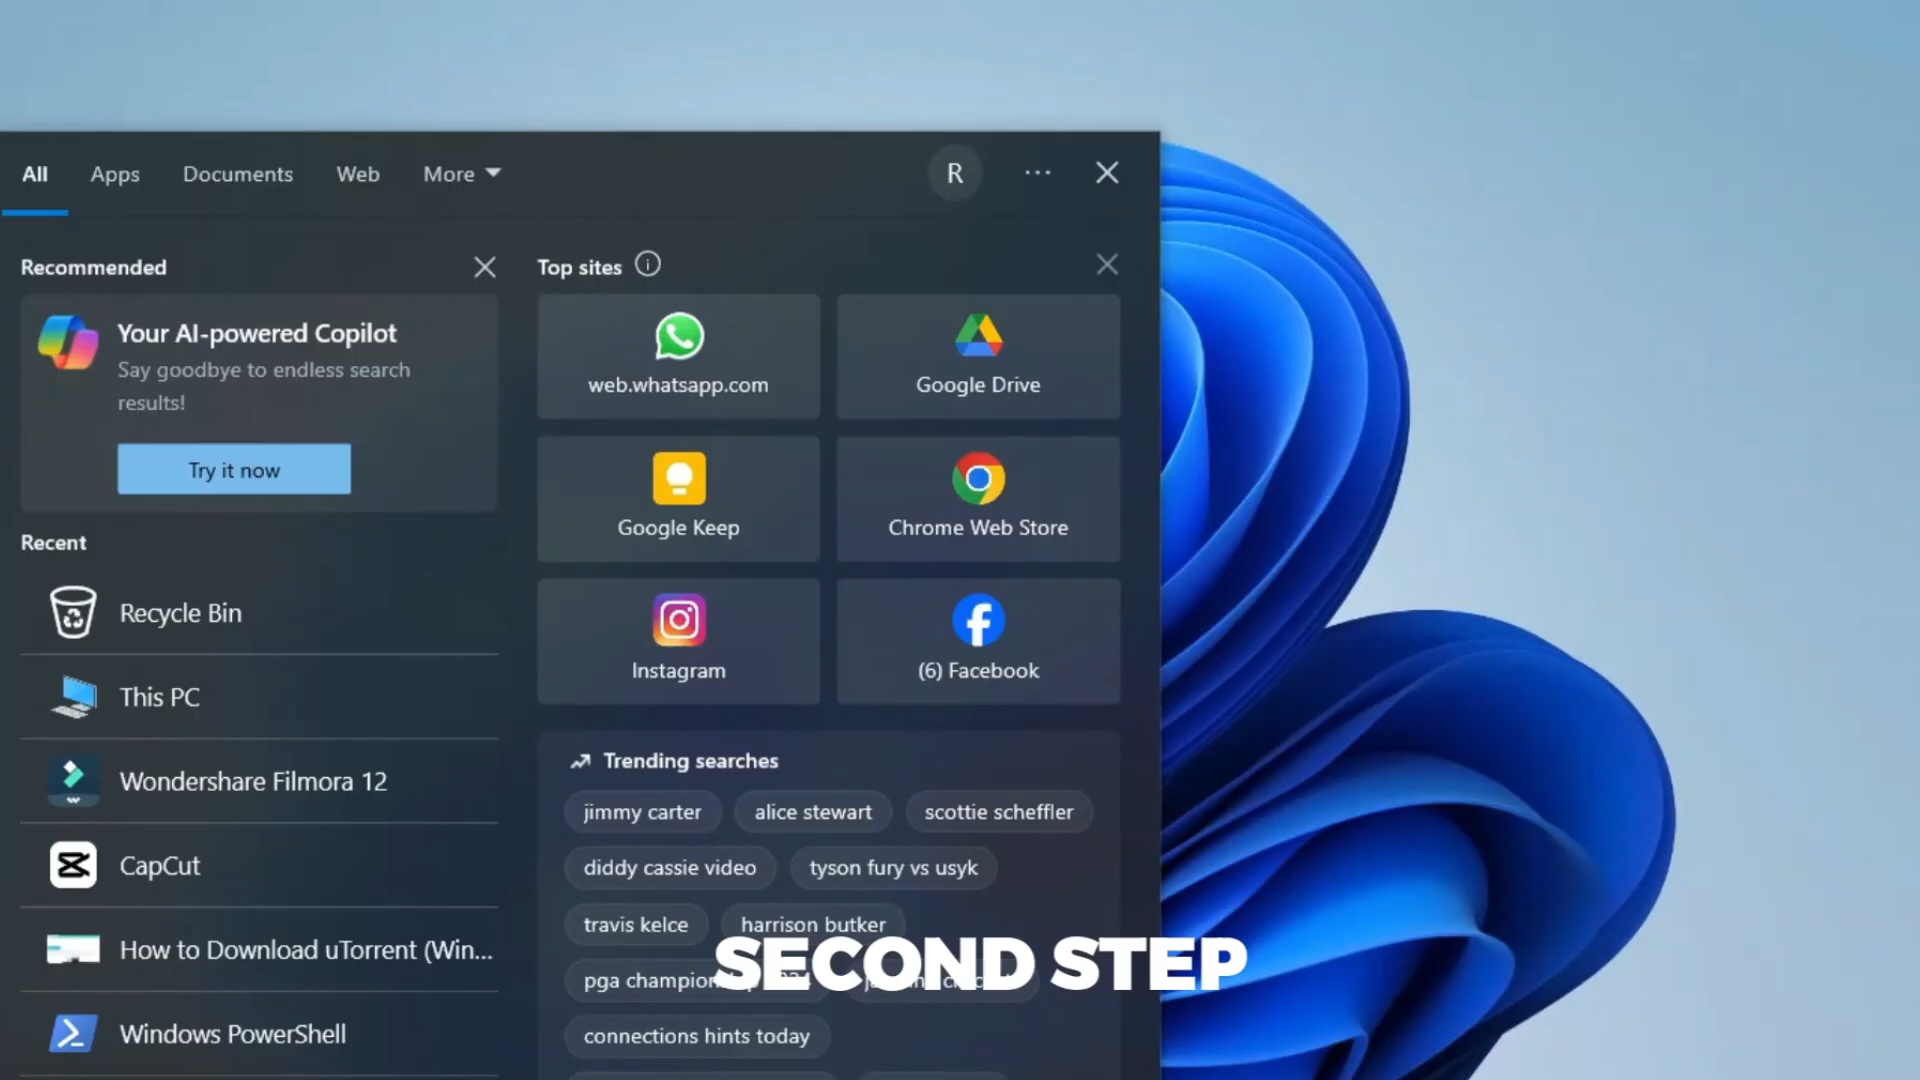 All Apps Documents Web More R
Recommended
Your AI-powered Copilot
Say goodbye to endless search
results!
Try it now
Recent
Recycle Bin
This PC
Wondershare Filmora 12
CapCut
How to Download uTorrent (Win...
Windows PowerShell
Top sites
web.whatsapp.com
Google Drive
Google Keep
Chrome Web Store
Instagram
(6) Facebook
Trending searches
jimmy carter
alice stewart
scottie scheffler
diddy cassie video
tyson fury vs usyk
travis kelce
harrison butker
pga
connections hints today
SECOND STEP